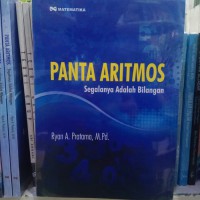 MATEMATIKA
PANTA ARITMOS
Segalanya Adalah Bilangan
Ryan A. Pratama, M.Pd.